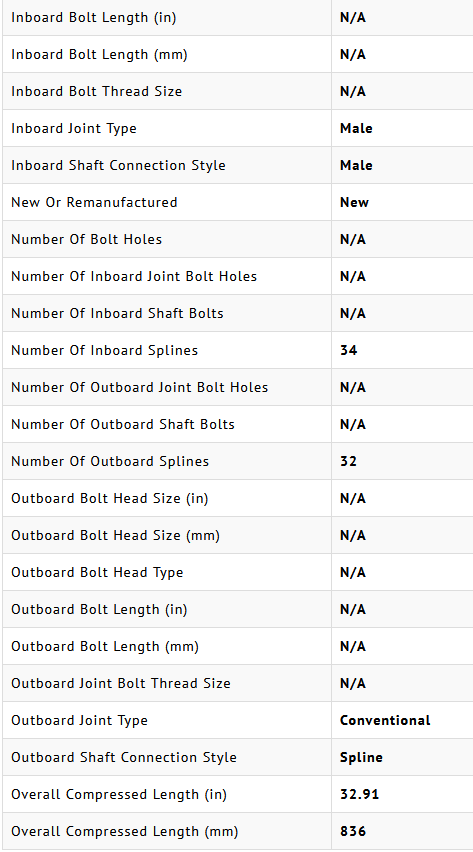 Inboard Bolt Length (in) N/A
Inboard Bolt Length (mm) N/A
Inboard Bolt Thread Size N/A
Inboard Joint Type Male
Inboard Shaft Connection Style Male
New Or Remanufactured New
Number Of Bolt Holes N/A
Number Of Inboard Joint Bolt Holes N/A
Number Of Inboard Shaft Bolts N/A
Number Of Inboard Splines 34
Number Of Outboard Joint Bolt Holes N/A
Number Of Outboard Shaft Bolts N/A
Number Of Outboard Splines 32
Outboard Bolt Head Size (in) N/A
Outboard Bolt Head Size (mm) N/A
Outboard Bolt Head Type N/A
Outboard Bolt Length (in) N/A
Outboard Bolt Length (mm) N/A
Outboard Joint Bolt Thread Size N/A
Outboard Joint Type Conventional
Outboard Shaft Connection Style Spline
Overall Compressed Length (in) 32.91
Overall Compressed Length (mm) 836